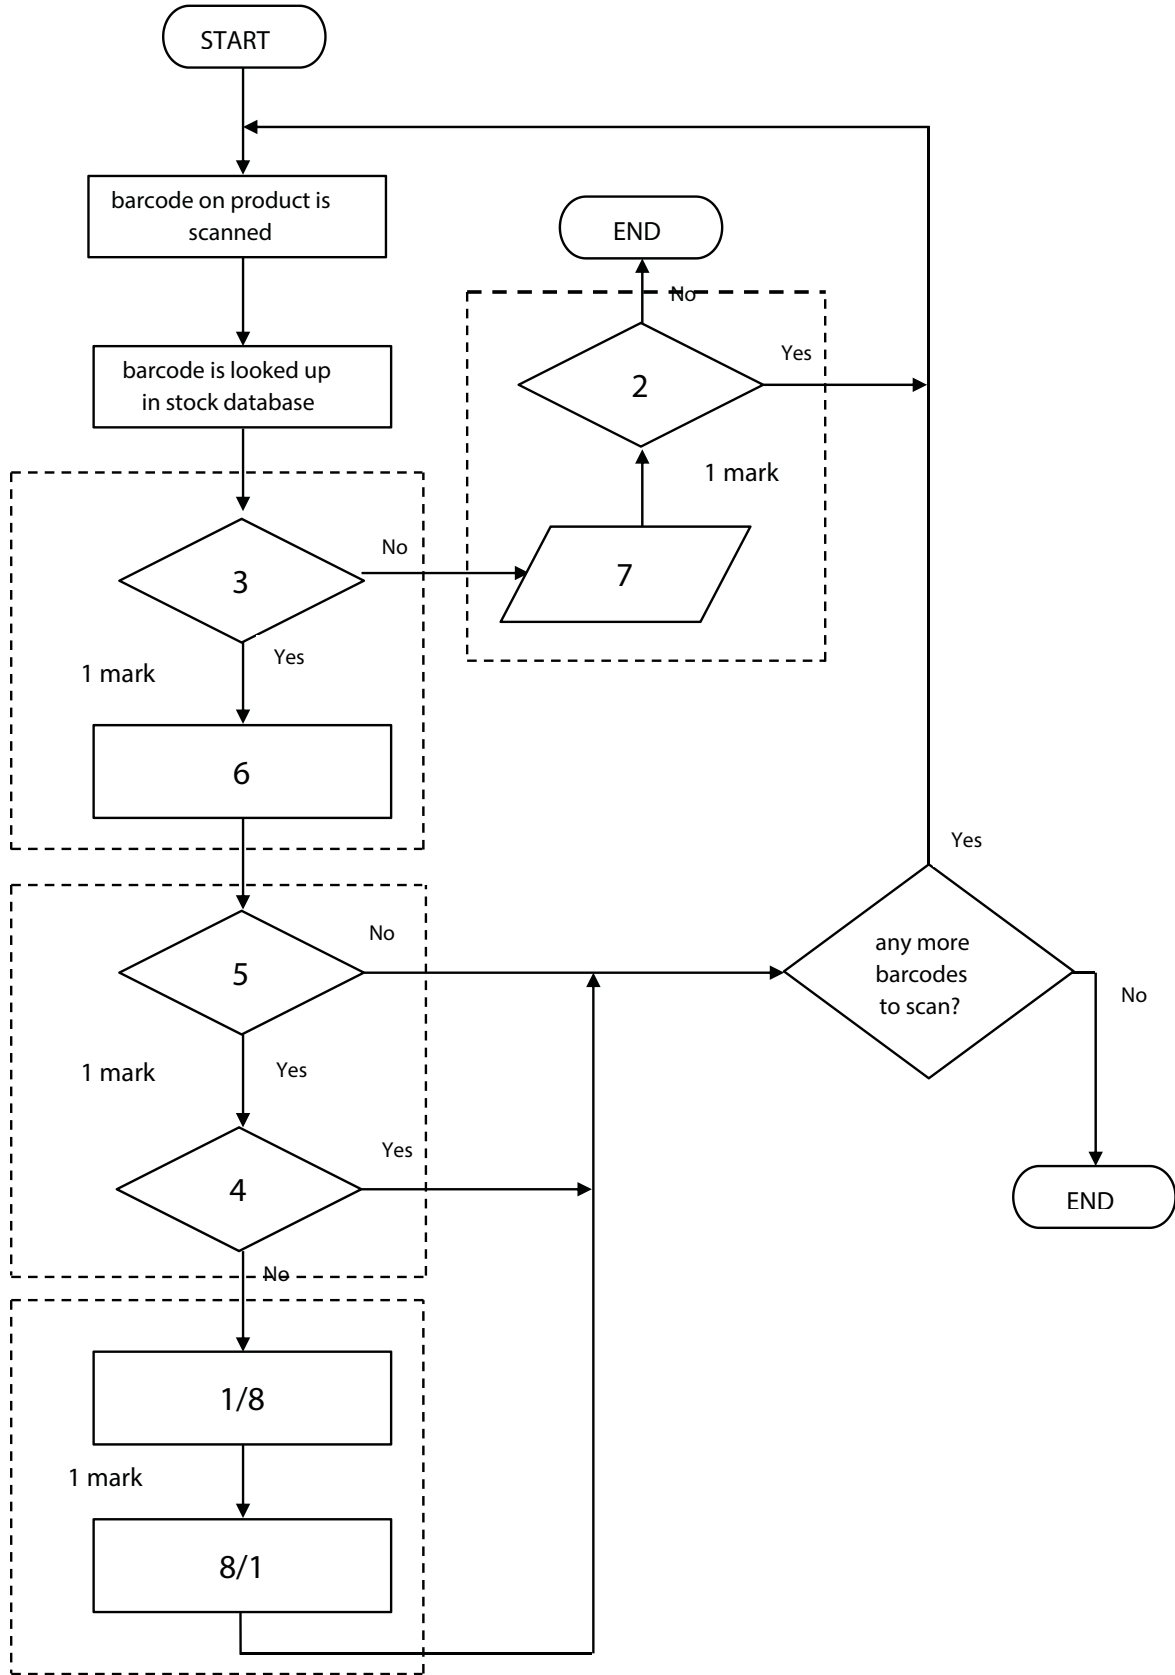 START
barcode on product is
scanned
END
No
barcode is looked up
in stock database
2
Yes
1 mark
3
No
7
Yes
1 mark
6
Yes
5
No
any more
barcodes
to scan?
No
1 mark
Yes
4
Yes
END
No
1/8
1 mark
8/1